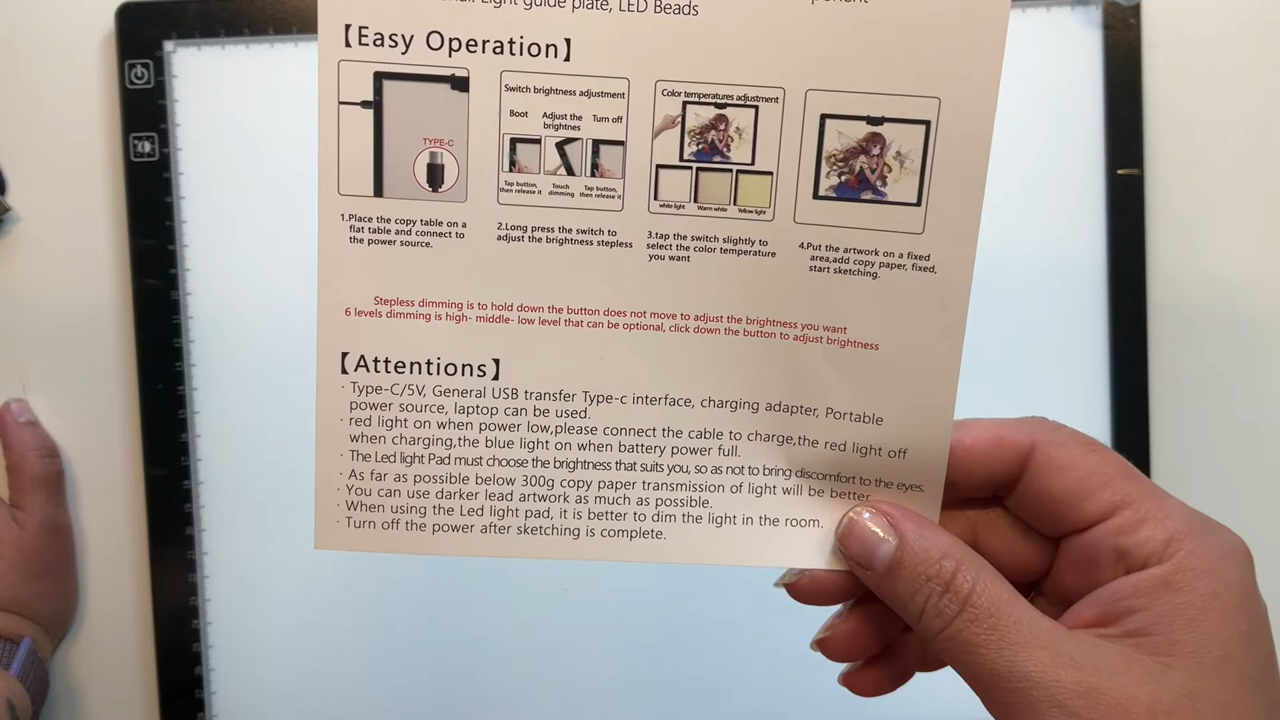 Light guide plate, LED Beads
【Easy Operation】
TYPE-C
Switch brightness adjustment
Boot
Adjust the
brightnes
Turn off
Tap button,
then release it
Touch
dimming
Tap button,
then release it
Color temperatures adjustment
white light
Warm white
Yellow light
1.Place the copy table on a
flat table and connect to
the power source.
2.Long press the switch to
adjust the brightness stepless
3.tap the switch slightly to
select the color temperature
you want
4.Put the artwork on a fixed
area,add copy paper, fixed,
start sketching.
Stepless dimming is to hold down the button does not move to adjust the brightness you want
6 levels dimming is high- middle- low level that can be optional, click down the button to adjust brightness
【Attentions】
· Type-C/5V, General USB transfer Type-c interface, charging adapter, Portable
power source, laptop can be used.
· red light on when power low,please connect the cable to charge,the red light off
when charging,the blue light on when battery power full.
· The Led light Pad must choose the brightness that suits you, so as not to bring discomfort to the eyes.
· As far as possible below 300g copy paper transmission of light will be better
· You can use darker lead artwork as much as possible.
· When using the Led light pad, it is better to dim the light in the room.
· Turn off the power after sketching is complete.